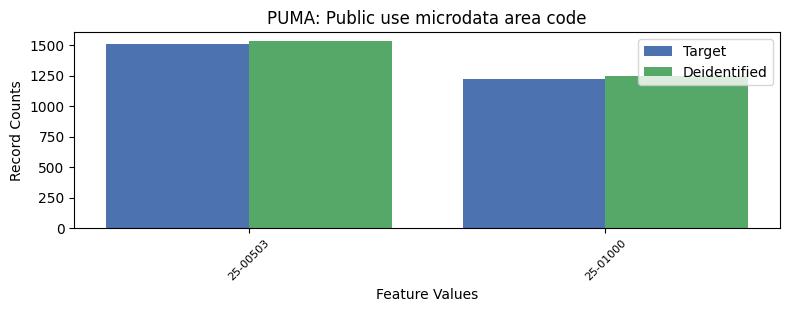 PUMA: Public use microdata area code
Target
Deidentified
Record Counts
1500
1250
1000
750
500
250
0
25-00503
25-01000
Feature Values